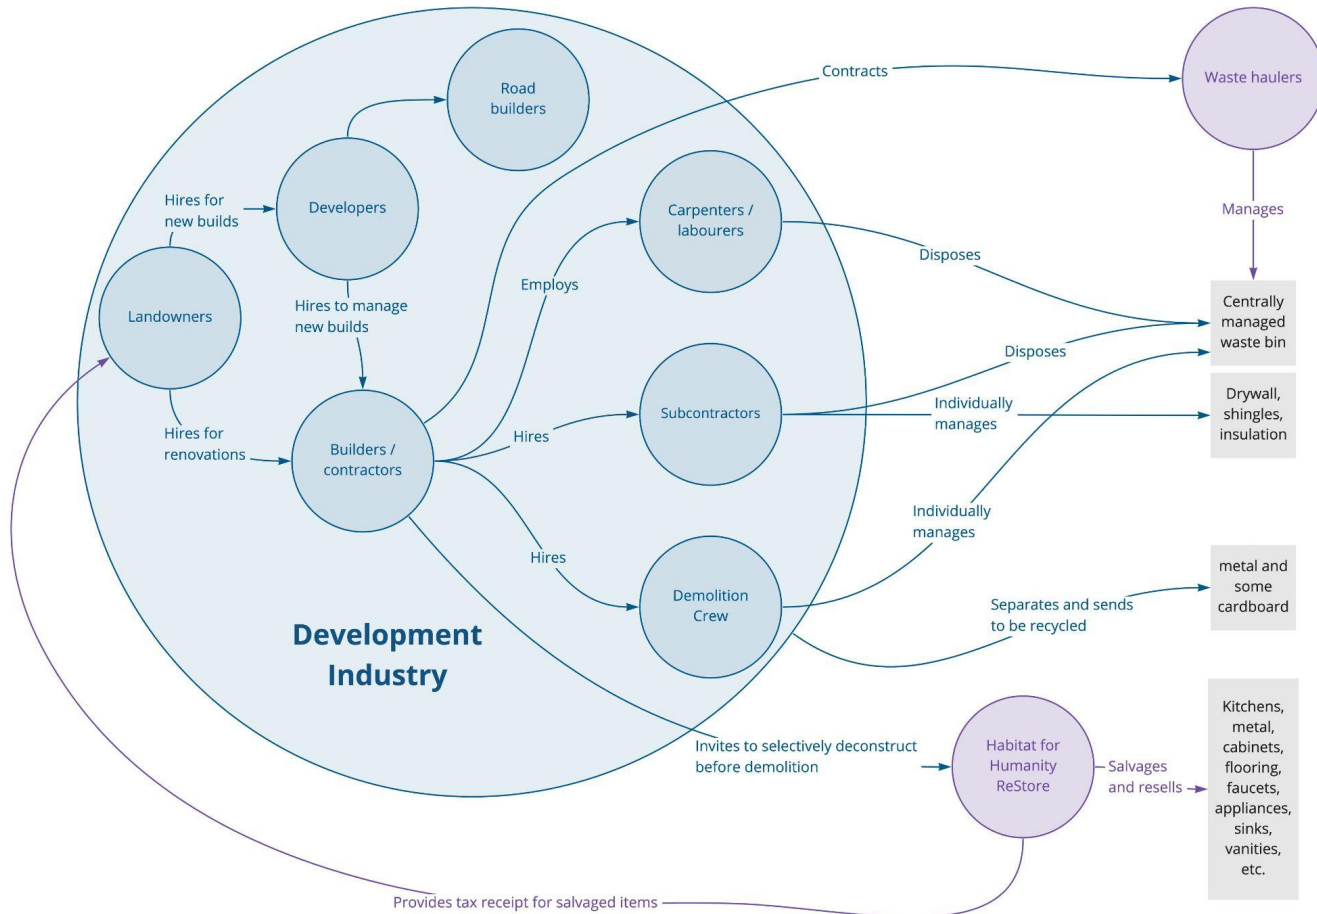 Road
builders
Contracts
Waste haulers
Hires for
new builds
Developers
Carpenters /
labourers
Manages
Disposes
Landowners
Hires to manage
new builds
Employs
Centrally
managed
waste bin
Disposes
Hires for
renovations
Builders /
contractors
Hires
Subcontractors
Individually
manages
Drywall,
shingles,
insulation
Individually
manages
Hires
Demolition
Crew
Separates and sends
to be recycled
metal and
some
cardboard
Development
Industry
Invites to selectively deconstruct
before demolition
Habitat for
Humanity
ReStore
Salvages
and resells
Kitchens,
metal,
cabinets,
flooring,
faucets,
appliances,
sinks,
vanities,
etc.
Provides tax receipt for salvaged items